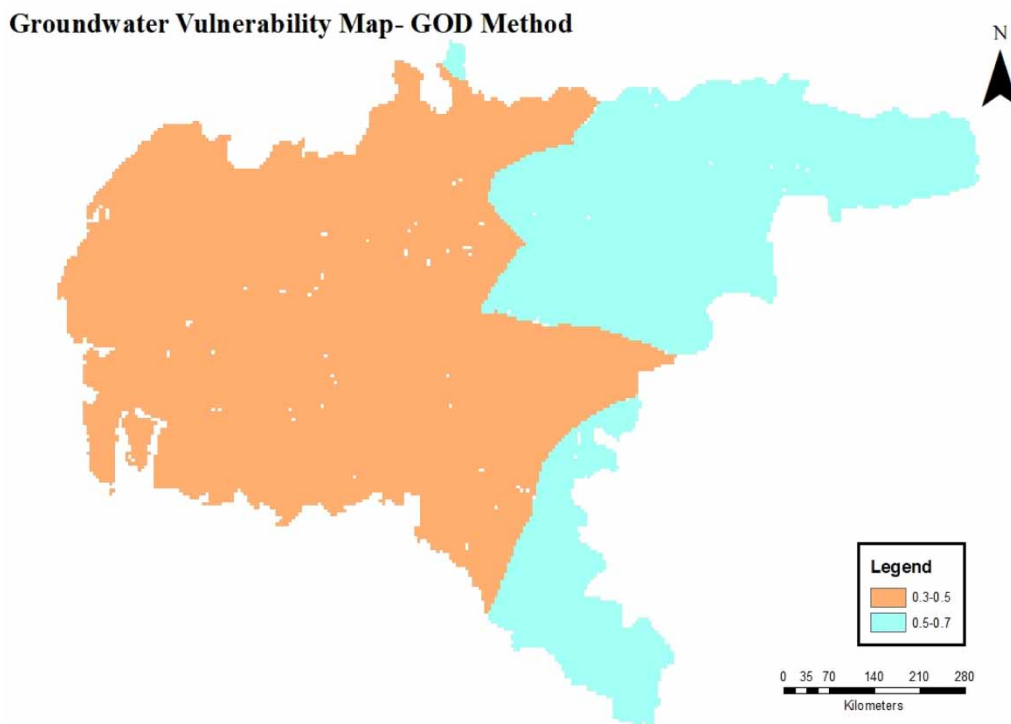 Groundwater Vulnerability Map- GOD Method
N
Legend
0.3-0.5
0.5-0.7
0 35 70 140 210 280
Kilometers